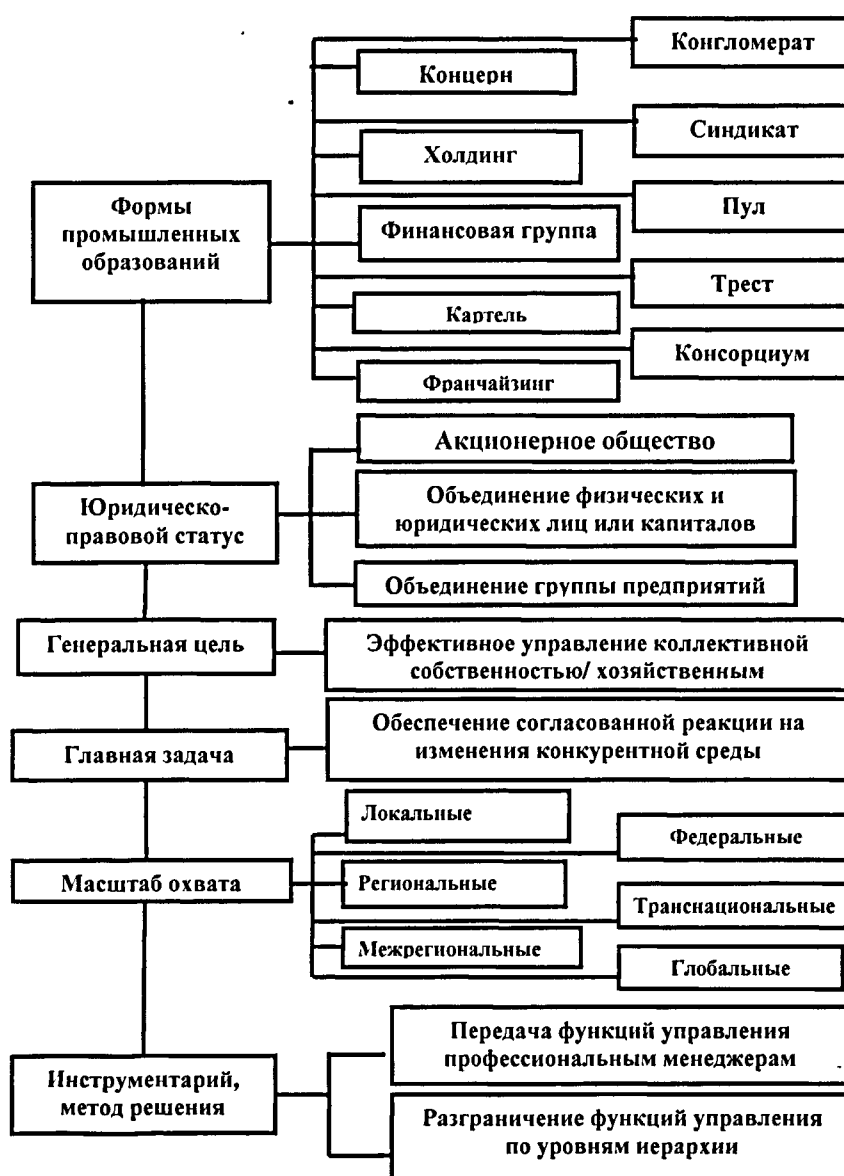 Конгломерат
Концерн
Синдикат
Холдинг
Формы
промышленных
образований
Пул
Финансовая группа
Трест
Картель
Консорциум
Франчайзинг
Акционерное общество
Юридическо-
правовой статус
Объединение физических и
юридических лиц или капиталов
Объединение группы предприятий
Генеральная цель
Эффективное управление коллективной
собственностью/ хозяйственным
Главная задача
Обеспечение согласованной реакции на
изменения конкурентной среды
Локальные
Федеральные
Масштаб охвата
Региональные
Транснациональные
Межрегиональные
Глобальные
Передача функций управления
профессиональным менеджерам
Инструментарий,
метод решения
Разграничение функций управления
по уровням иерархии